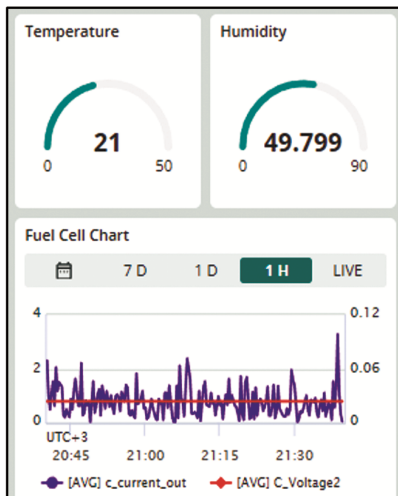 Temperature
Humidity
21
0
50
49.799
0
90
Fuel Cell Chart
7 D 1 D 1 H LIVE
4 0.12
2 0.06
0 0
UTC+3
20:45 21:00 21:15 21:30
[AVG] c_current_out [AVG] C_Voltage2